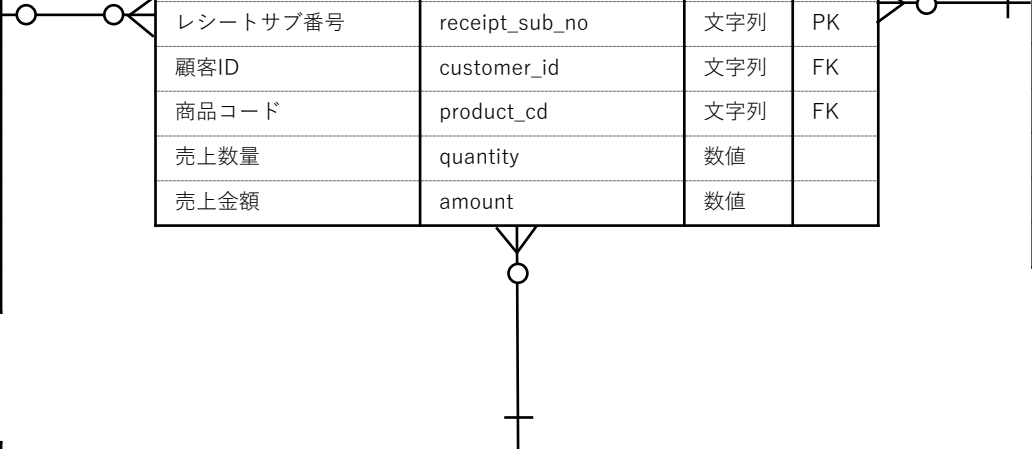 レシートサブ番号 receipt_sub_no 文字列 PK
顧客ID customer_id 文字列 FK
商品コード product_cd 文字列 FK
売上数量 quantity 数値
売上金額 amount 数値